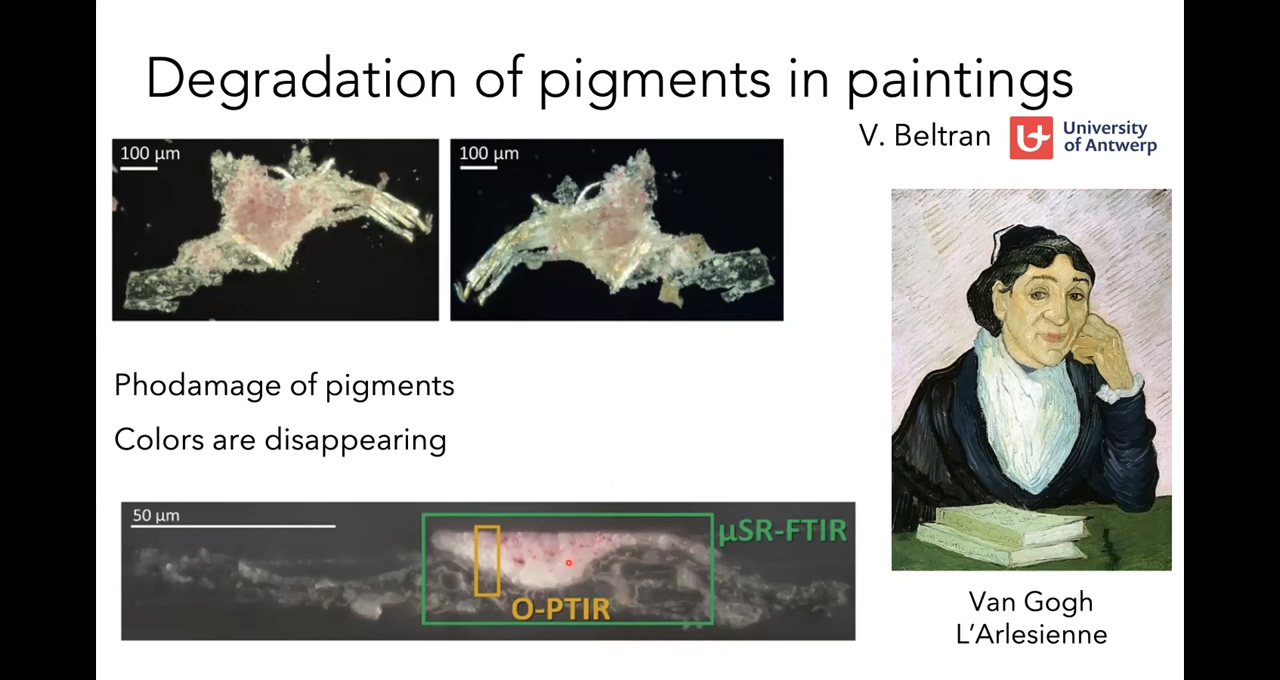 Degradation of pigments in paintings
V. Beltran
University
of Antwerp
100 µm
100 µm
Phodamage of pigments
Colors are disappearing
50 µm
µSR-FTIR
O-PTIR
Van Gogh
L’Arlesienne